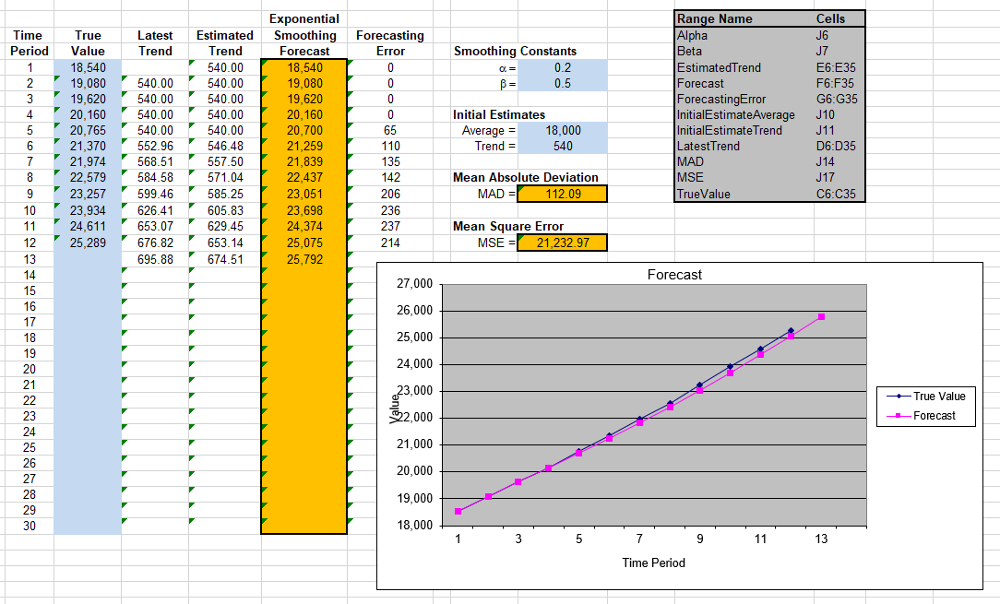 Exponential
Time True Latest Estimated Smoothing Forecasting
Period Value Trend Trend Forecast Error
1 18,540 540.00 18,540 0
2 19,080 540.00 540.00 19,080 0
3 19,620 540.00 540.00 19,620 0
4 20,160 540.00 540.00 20,160 0
5 20,765 540.00 540.00 20,700 65
6 21,370 552.96 546.48 21,259 110
7 21,974 568.51 557.50 21,839 135
8 22,579 584.58 571.04 22,437 142
9 23,257 599.46 585.25 23,051 206
10 23,934 626.41 605.83 23,698 236
11 24,611 653.07 629.45 24,374 237
12 25,289 676.82 653.14 25,075 214
13 695.88 674.51 25,792
14
15
16
17
18
19
20
21
22
23
24
25
26
27
28
29
30
Smoothing Constants
α = 0.2
β = 0.5
Initial Estimates
Average = 18,000
Trend = 540
Mean Absolute Deviation
MAD = 112.09
Mean Square Error
MSE = 21,232.97
Range Name Cells
Alpha J6
Beta J7
EstimatedTrend E6:E35
Forecast F6:F35
ForecastingError G6:G35
InitialEstimateAverage J10
InitialEstimateTrend J11
LatestTrend D6:D35
MAD J14
MSE J17
TrueValue C6:C35
Forecast
27,000
26,000
25,000
24,000
23,000
22,000
21,000
20,000
19,000
18,000
Value
1 3 5 7 9 11 13
Time Period
True Value
Forecast